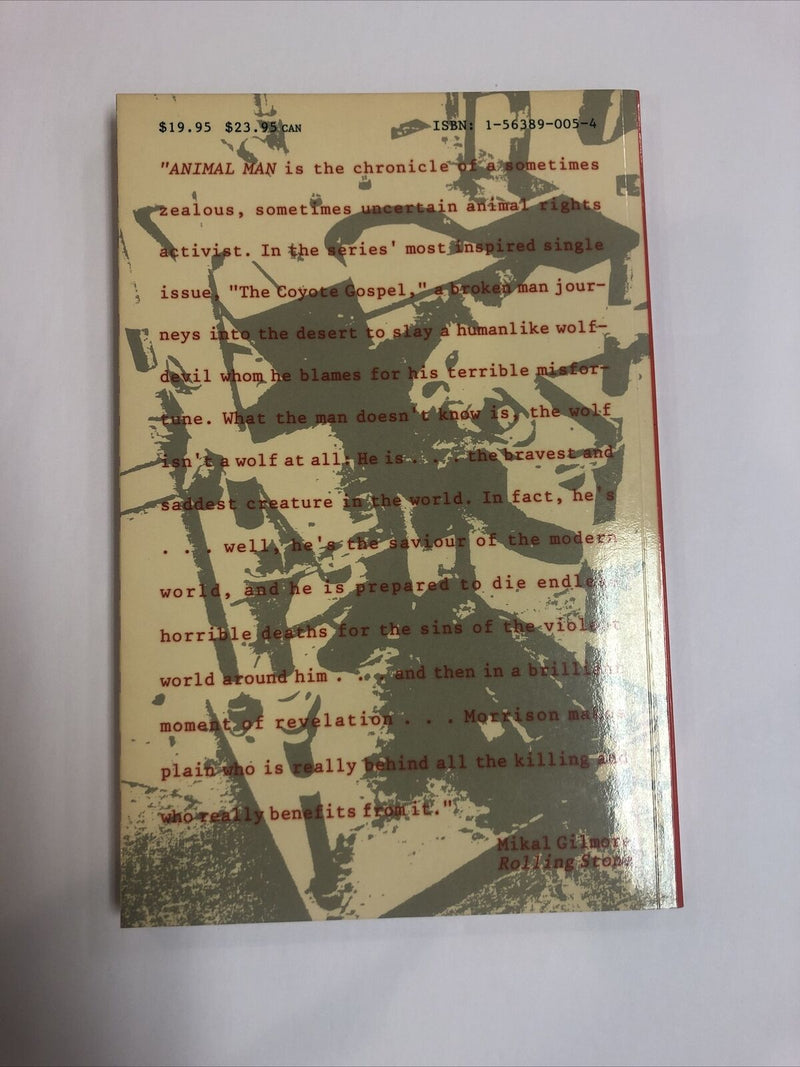 $19.95 $23.95 CAN ISBN: 1-56389-005-4
"ANIMAL MAN is the chronicle of a sometimes
zealous, sometimes uncertain animal rights
activist. In the series' most inspired single
issue, "The Coyote Gospel," a broken man jour-
neys into the desert to slay a humanlike wolf-
devil whom he blames for his terrible misfor-
tune. What the man doesn't know is, the wolf
isn't a wolf at all: He is . . . the bravest and
saddest creature in the world. In fact, he's
. . . well, he's the saviour of the modern
world, and he is prepared to die
horrible deaths for the sins of the violent
world around him . . . and then in a brilliant
moment of revelation . . . Morrison makes
plain who is really behind all the killing and
who really benefits from it."
Mikal Gilmore
Rolling Stone